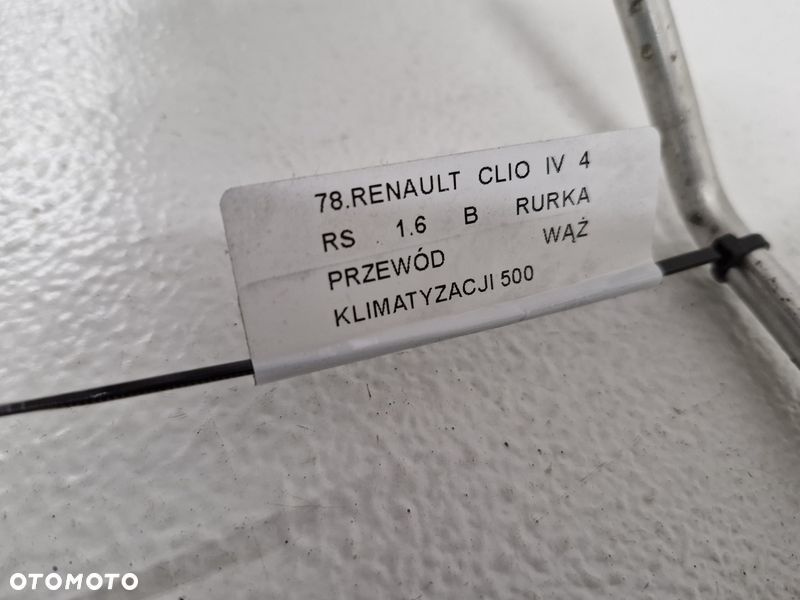 78.RENAULT CLIO IV 4
RS 1.6 B RURKA
PRZEWÓD WĄŻ
KLIMATYZACJI 500
OTOMOTO